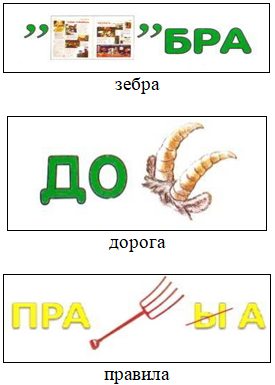 ” ”БРА
зебра
ДО
дорога
ПРА Ы А
правила